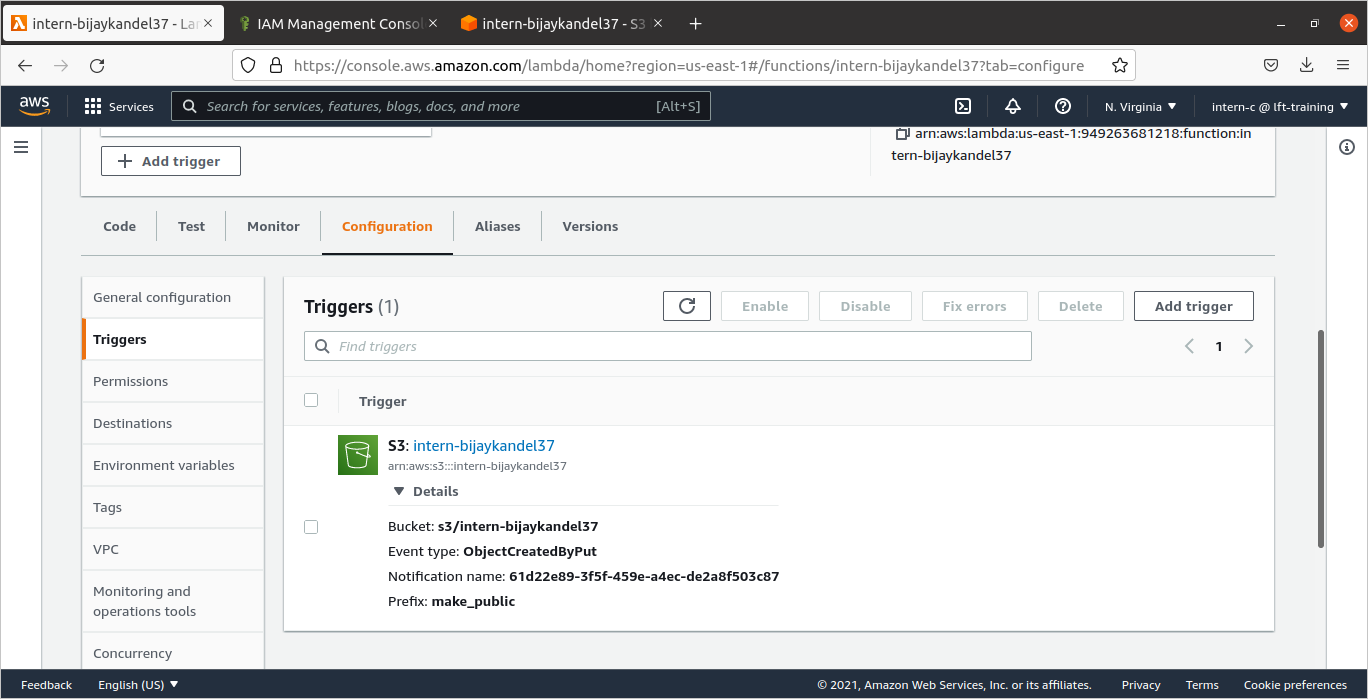 intern-bijaykandel37 - La
IAM Management Consol
intern-bijaykandel37 - S3
https://console.aws.amazon.com/lambda/home?region=us-east-1#/functions/intern-bijaykandel37?tab=configure
aws
Services
Search for services, features, blogs, docs, and more
[Alt+S]
N. Virginia
intern-c @ lft-training
Add trigger
arn:aws:lambda:us-east-1:949263681218:function:in
tern-bijaykandel37
Code
Test
Monitor
Configuration
Aliases
Versions
General configuration
Triggers
Permissions
Destinations
Environment variables
Tags
VPC
Monitoring and
operations tools
Concurrency
Triggers (1)
Enable
Disable
Fix errors
Delete
Add trigger
Find triggers
1
Trigger
S3: intern-bijaykandel37
arn:aws:s3:::intern-bijaykandel37
Details
Bucket: s3/intern-bijaykandel37
Event type: ObjectCreatedByPut
Notification name: 61d22e89-3f5f-459e-a4ec-de2a8f503c87
Prefix: make_public
Feedback
English (US)
© 2021, Amazon Web Services, Inc. or its affiliates.
Privacy
Terms
Cookie preferences